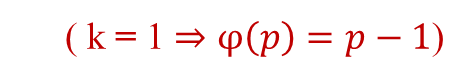 ( k = 1 ⇒ φ(p) = p − 1)